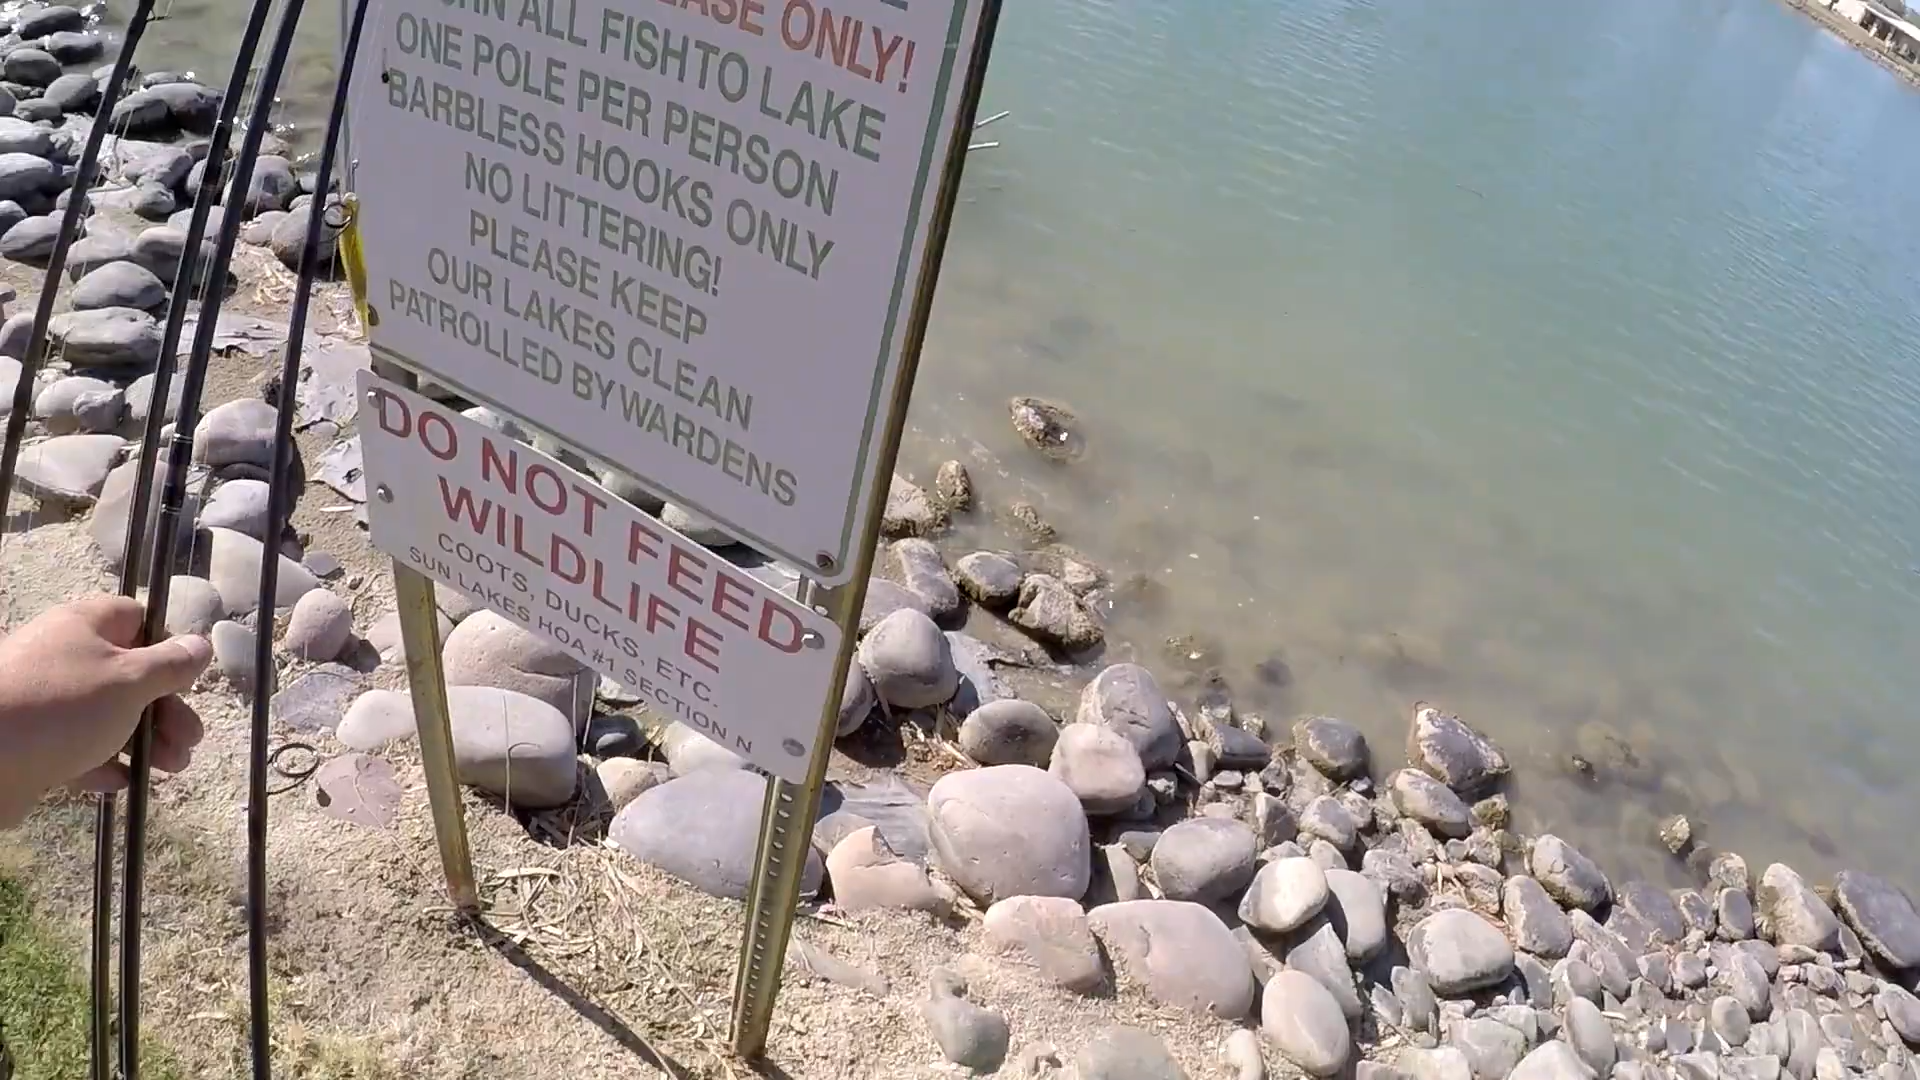 ONLY!
ALL FISH TO LAKE
ONE POLE PER PERSON
BARBLESS HOOKS ONLY
NO LITTERING!
PLEASE KEEP
OUR LAKES CLEAN
PATROLLED BY WARDENS
DO NOT FEED
WILDLIFE
COOTS, DUCKS, ETC.
SUN LAKES HOA #1 SECTION N